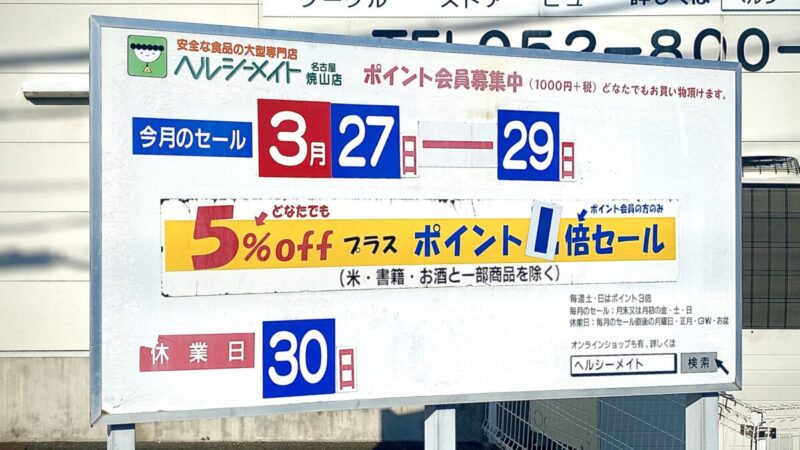 TEL052-800-
ヘルシー
安全な食品の大型専門店
ヘルシーメイト 名古屋焼山店
ポイント会員募集中(1000円+税)どなたでもお買い物頂けます。
今月のセール 3月27日—29日
どなたでも
ポイント会員の方のみ
5%off プラス ポイント1倍セール
(米・書籍・お酒と一部商品を除く)
毎週土・日はポイント3倍
毎月のセール:月末又は月初の金・土・日
休業日:毎月のセール直後の月曜日・正月・GW・お盆
休業日 30日
オンラインショップも有、詳しくは
ヘルシーメイト 検索